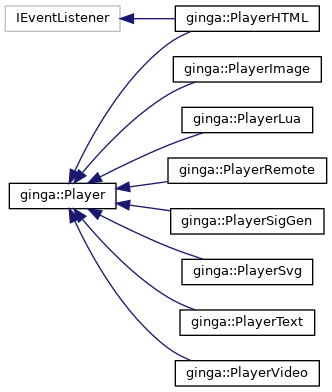 IEventListener
ginga::PlayerHTML
ginga::PlayerImage
ginga::PlayerLua
ginga::PlayerRemote
ginga::Player
ginga::PlayerSigGen
ginga::PlayerSvg
ginga::PlayerText
ginga::PlayerVideo